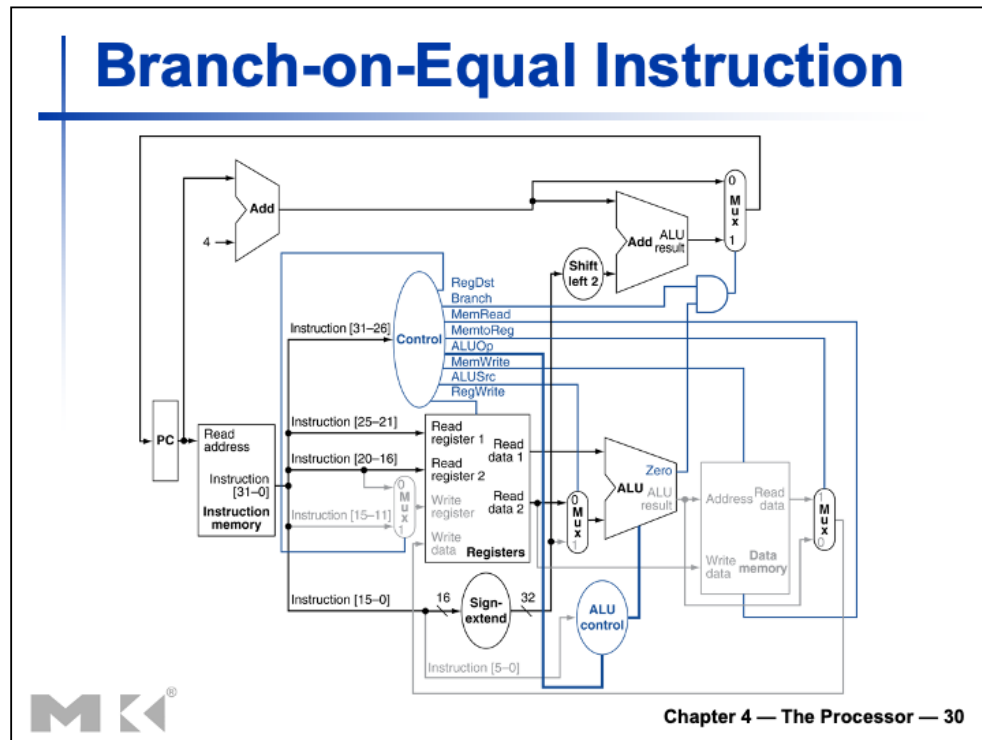 Branch-on-Equal Instruction
0
M
u
x
1
Add
4
Add ALU
result
Shift
left 2
RegDst
Branch
MemRead
MemtoReg
ALUOp
MemWrite
ALUSrc
RegWrite
Instruction [31–26]
Control
PC
Read
address
Instruction
[31–0]
Instruction
memory
Instruction [25–21]
Instruction [20–16]
Instruction [15–11]
0
M
u
x
1
Read
register 1
Read
register 2
Write
register
Write
data
Read
data 1
Read
data 2
Registers
0
M
u
x
1
Zero
ALU ALU
result
Address
Read
data
Write
data
Data
memory
1
M
u
x
0
Instruction [15–0]
16
Sign-
extend
32
ALU
control
Instruction [5–0]
MK®
Chapter 4 — The Processor — 30